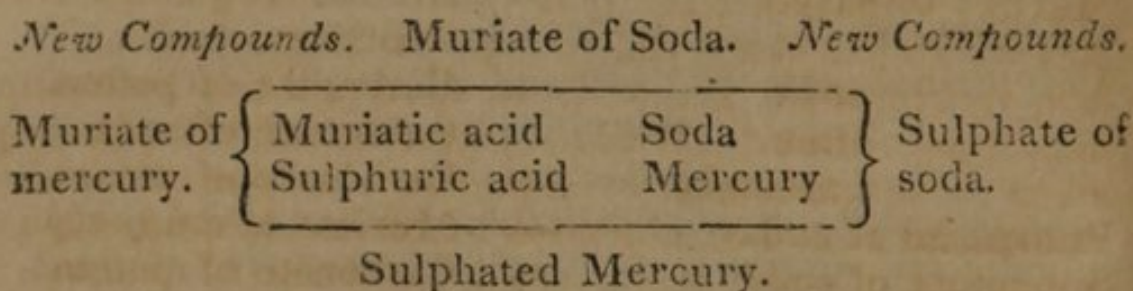 New Compounds. Muriate of Soda. New Compounds.
Muriate of Muriatic acid Soda Sulphate of
mercury. Sulphuric acid Mercury soda.
Sulphated Mercury.